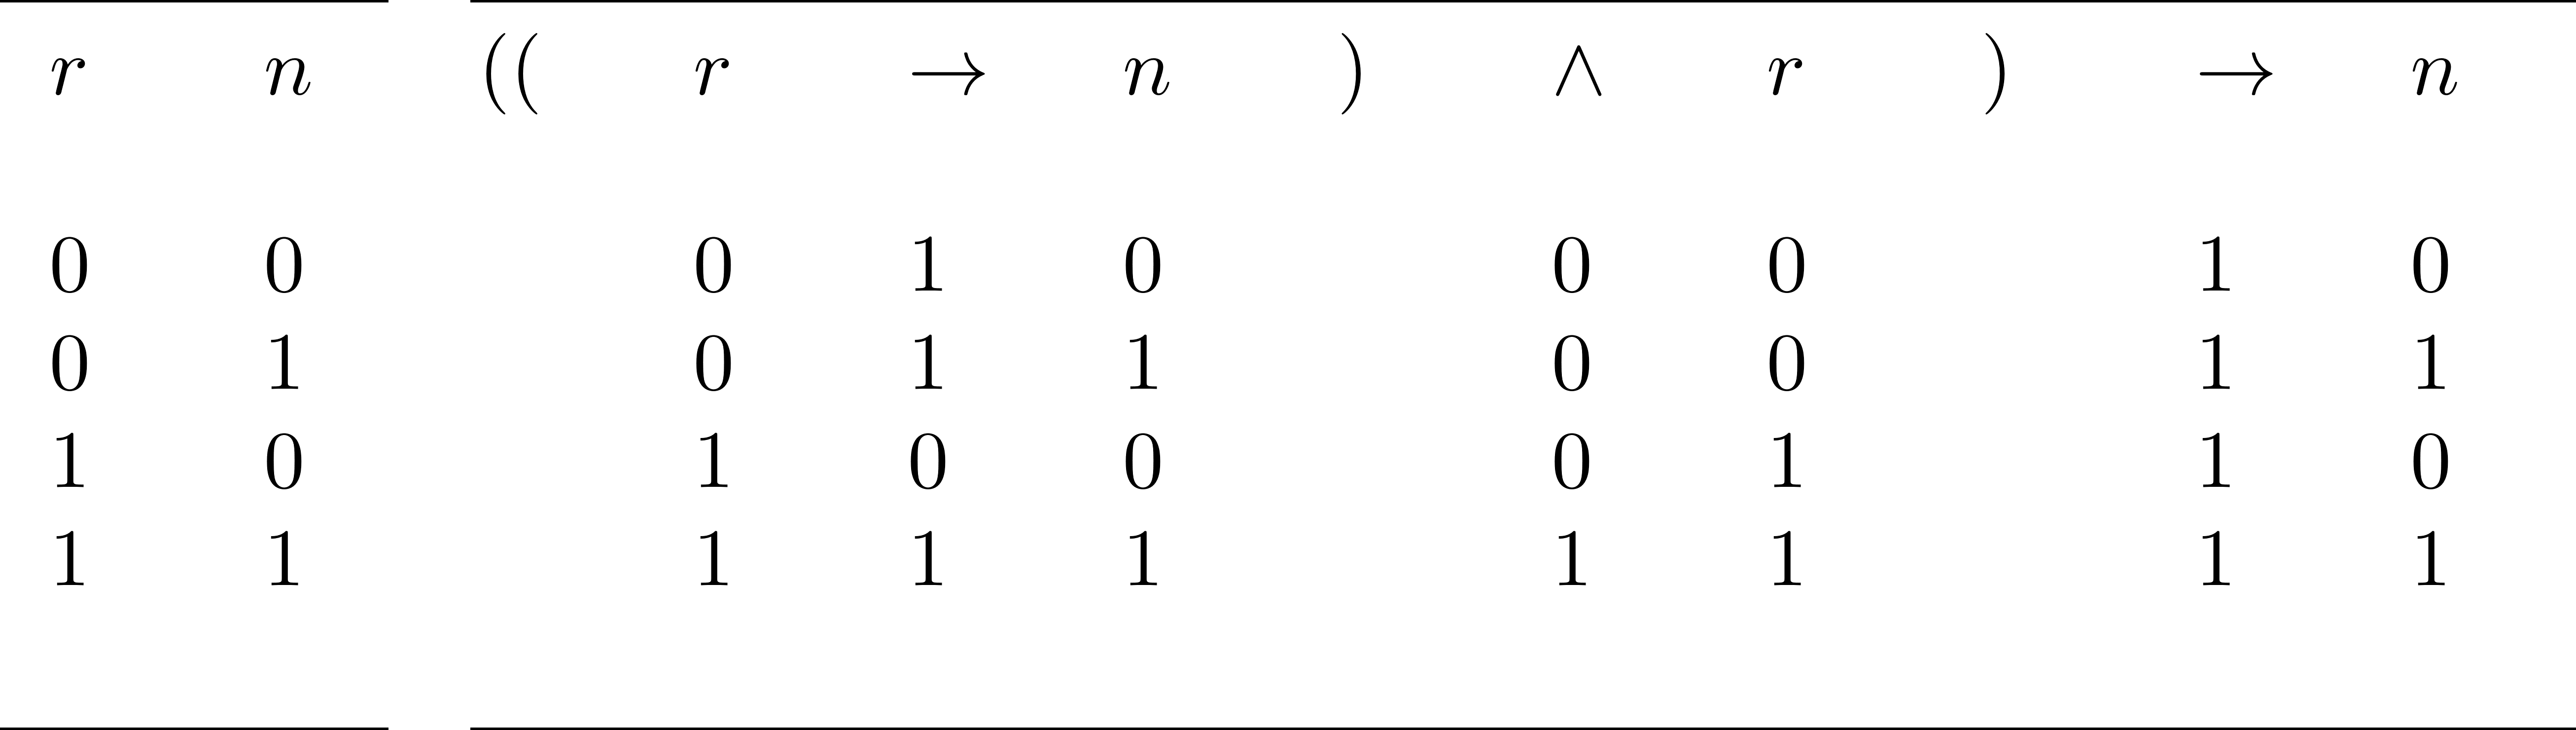 r n (( r → n ) ∧ r ) → n
0 0 0 1 0 0 0 1 0
0 1 0 1 1 0 0 1 1
1 0 1 0 0 0 1 1 0
1 1 1 1 1 1 1 1 1